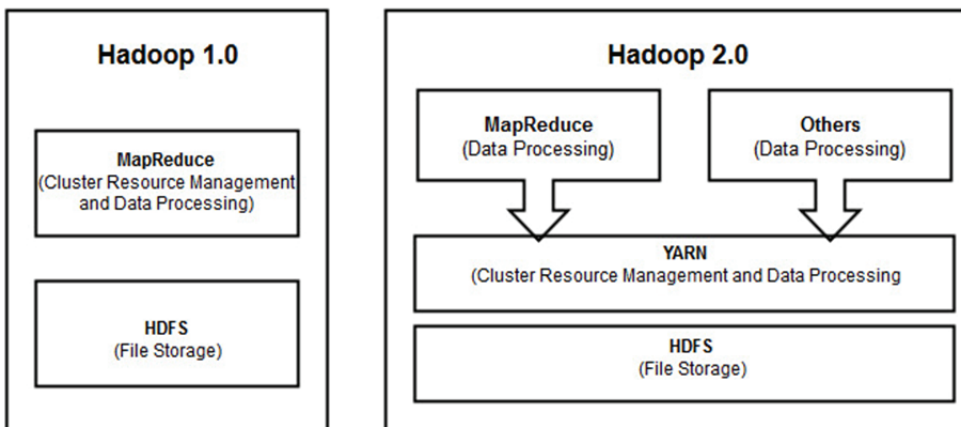 Hadoop 1.0
MapReduce
(Cluster Resource Management
and Data Processing)
HDFS
(File Storage)
Hadoop 2.0
MapReduce
(Data Processing)
Others
(Data Processing)
YARN
(Cluster Resource Management and Data Processing
HDFS
(File Storage)